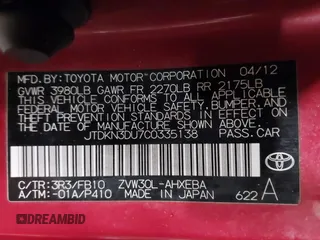 MFD.BY:TOYOTA MOTOR CORPORATION 04/12
GVWR 3980LB GAWR FR 2270LB RR 2175LB
THIS VEHICLE CONFORMS TO ALL APPLICABLE
FEDERAL MOTOR VEHICLE SAFETY,
BUMPER, AND THEFT PREVENTION STANDARDS
IN EFFECT ON THE DATE OF
MANUFACTURE SHOWN ABOVE.
JTDKN3DU7C0335138
PASS.CAR
TOYOTA
C/TR:3R3/FB10 ZVW30L-AHXEBA
A/TM:-01A/P410 MADE IN JAPAN 622 A
DREAMBID